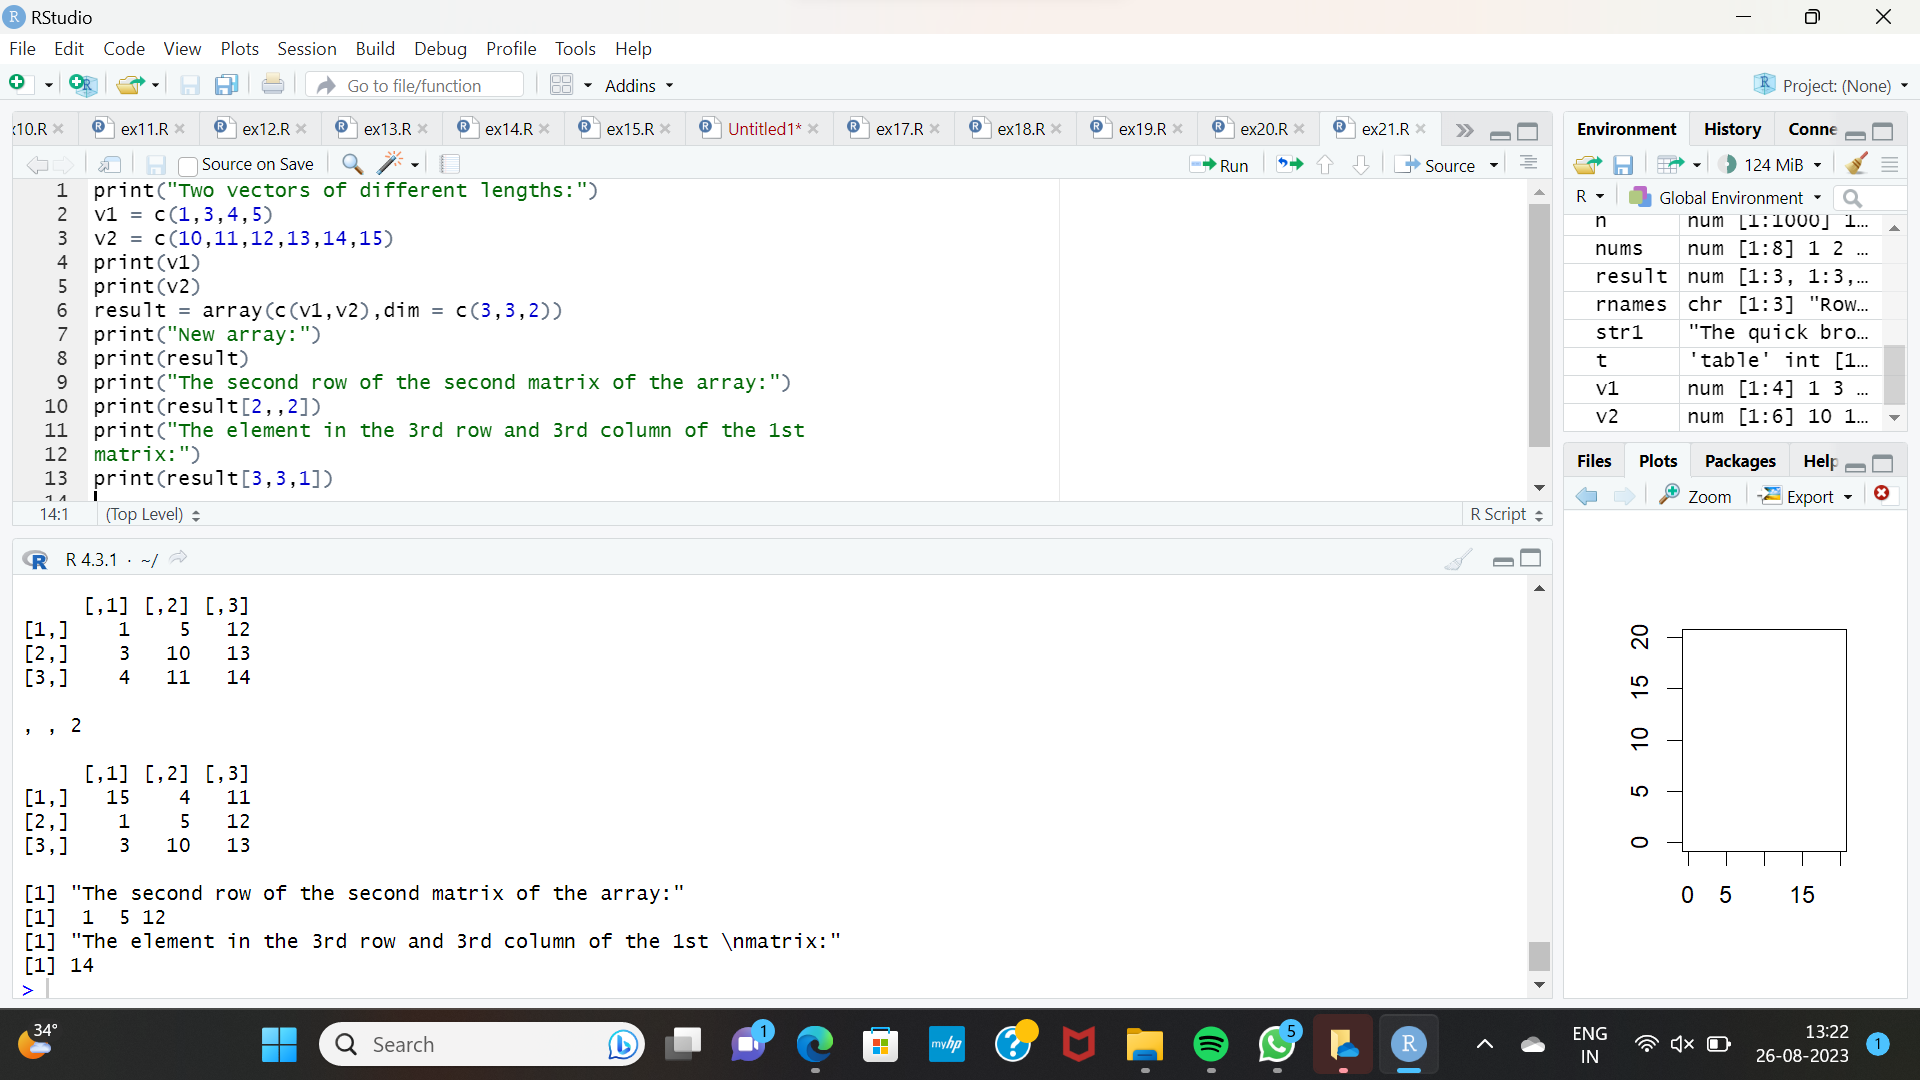 RStudio
File Edit Code View Plots Session Build Debug Profile Tools Help
Go to file/function Addins Project: (None)
10.R ex11.R ex12.R ex13.R ex14.R ex15.R Untitled1* ex17.R ex18.R ex19.R ex20.R ex21.R
Source on Save Run Source
1 print("Two vectors of different lengths:")
2 v1 = c(1,3,4,5)
3 v2 = c(10,11,12,13,14,15)
4 print(v1)
5 print(v2)
6 result = array(c(v1,v2),dim = c(3,3,2))
7 print("New array:")
8 print(result)
9 print("The second row of the second matrix of the array:")
10 print(result[2,,2])
11 print("The element in the 3rd row and 3rd column of the 1st
12 matrix:")
13 print(result[3,3,1])
14
14:1 (Top Level) R Script
R 4.3.1 · ~/
[,1] [,2] [,3]
[1,] 1 5 12
[2,] 3 10 13
[3,] 4 11 14
, , 2
[,1] [,2] [,3]
[1,] 15 4 11
[2,] 1 5 12
[3,] 3 10 13
[1] "The second row of the second matrix of the array:"
[1] 1 5 12
[1] "The element in the 3rd row and 3rd column of the 1st \nmatrix:"
[1] 14
>
Environment History Conne
124 MiB
R Global Environment
n num [1:1000] 1…
nums num [1:8] 1 2 …
result num [1:3, 1:3,…
rnames chr [1:3] "Row…
str1 "The quick bro…
t 'table' int [1…
v1 num [1:4] 1 3 …
v2 num [1:6] 10 1…
Files Plots Packages Help
Zoom Export
20
15
10
5
0
0 5 15
34°
Search
1
myhp
5
R
ENG
IN
13:22
26-08-2023
1